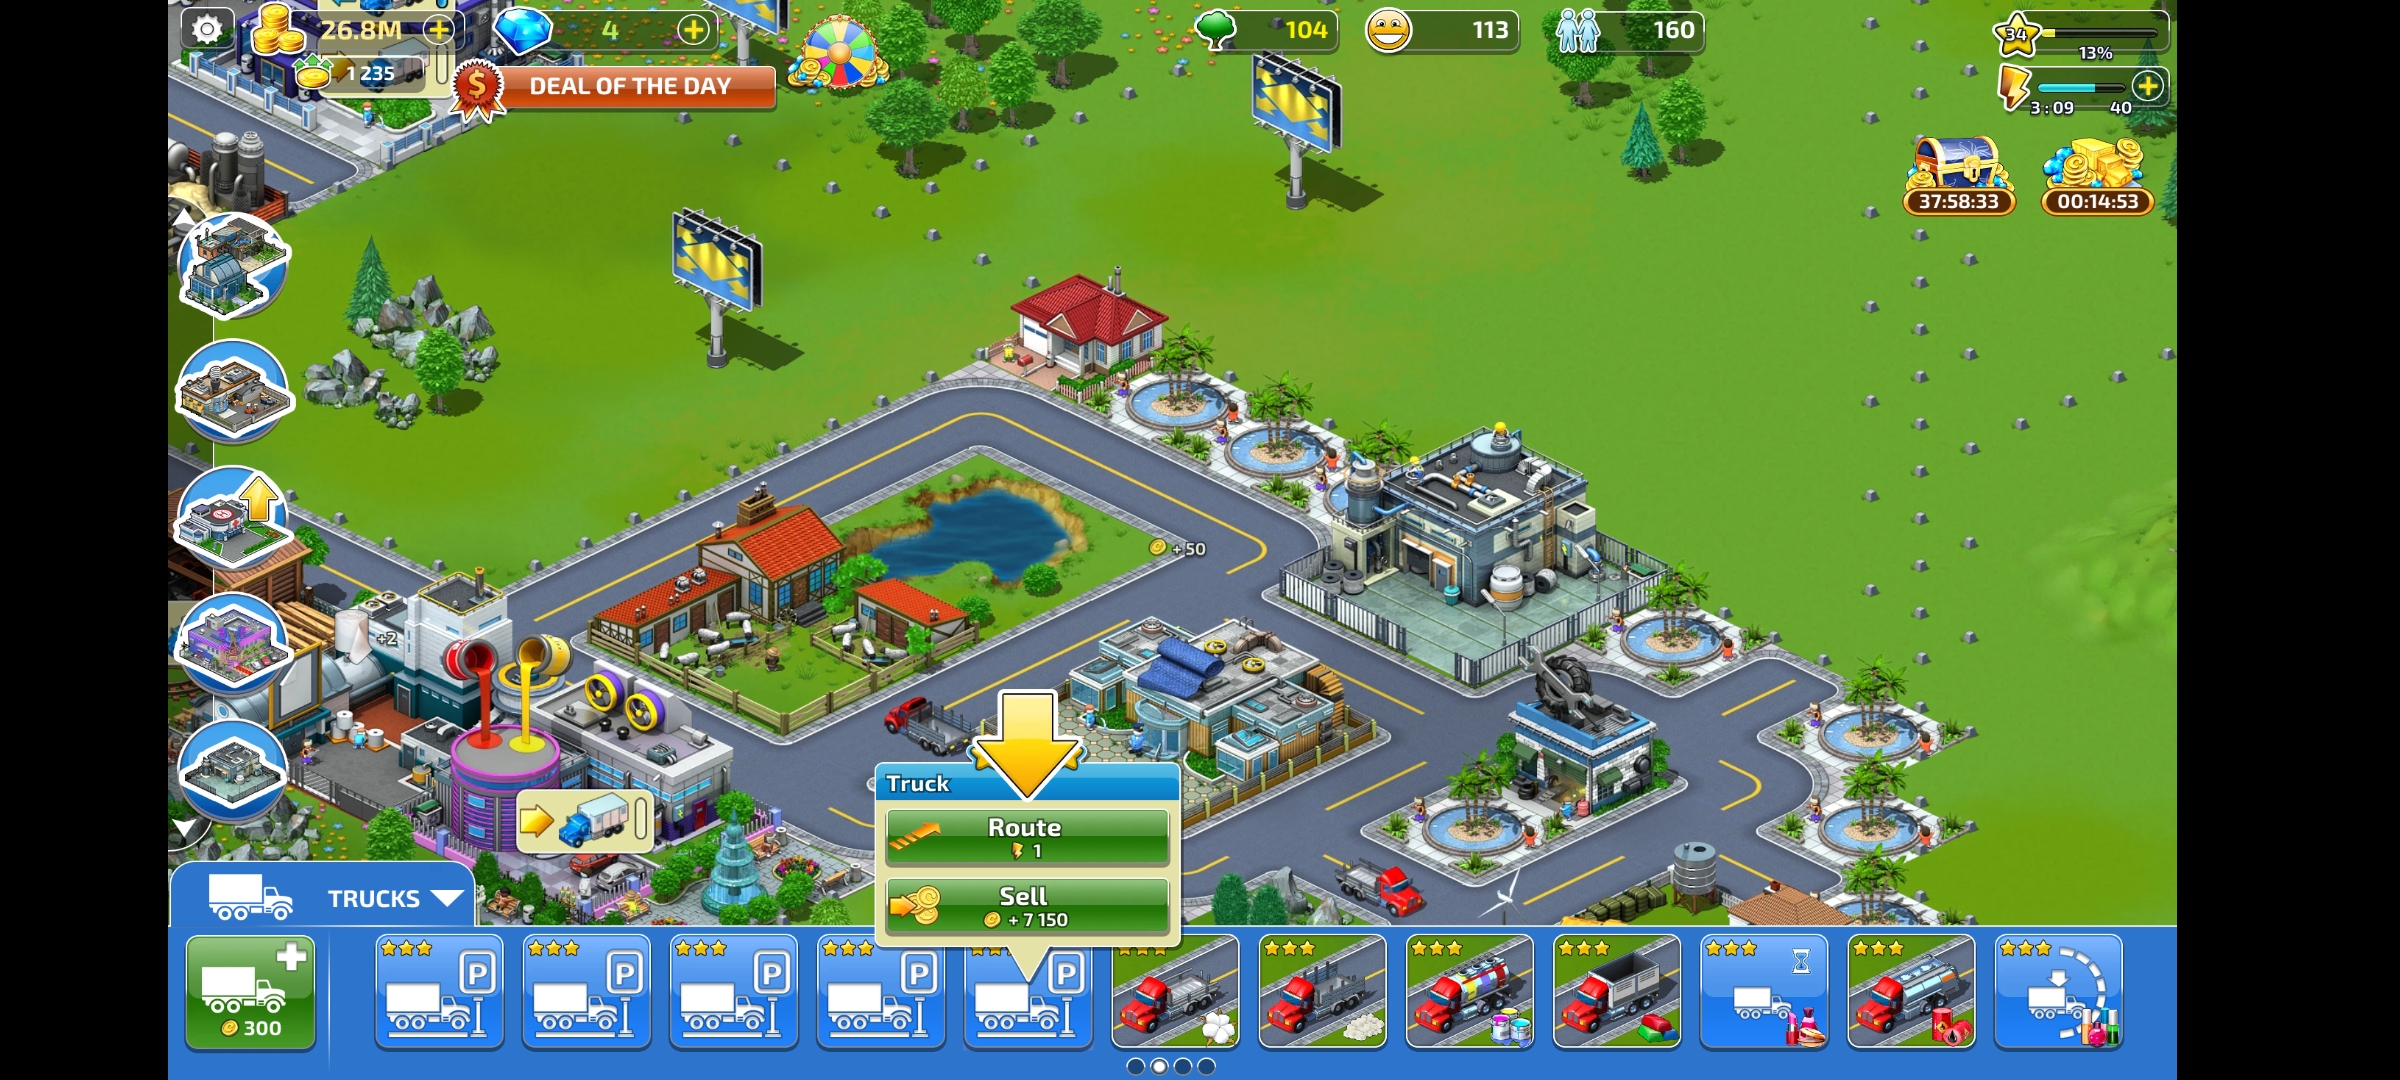 26.8M
4
104
113
160
34
13%
1 235
DEAL OF THE DAY
3:09
40
37:58:33
00:14:53
+50
+2
Truck
Route
1
Sell
+7 150
TRUCKS
P
P
P
P
P
300